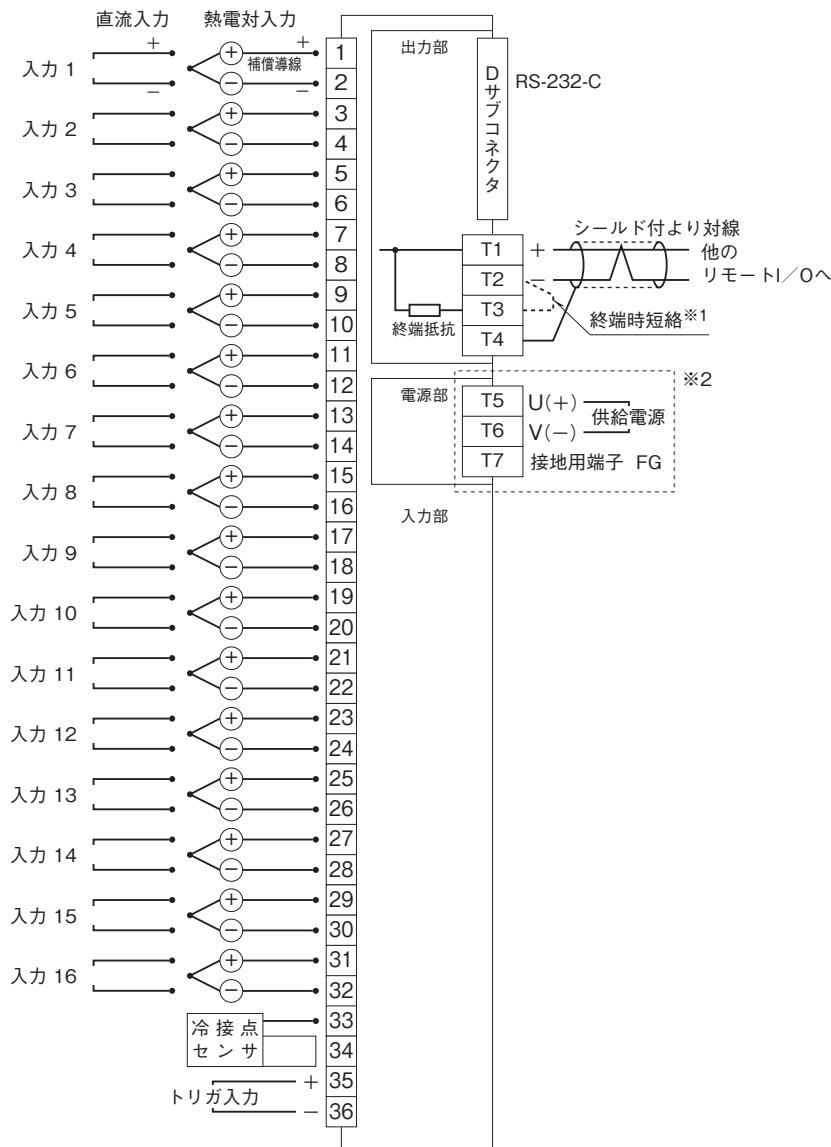 直流入力 熱電対入力
入力 1 + − + 補償導線 + 1
− − 2
入力 2 + 3
− 4
入力 3 + 5
− 6
入力 4 + 7
− 8
入力 5 + 9
− 10
入力 6 + 11
− 12
入力 7 + 13
− 14
入力 8 + 15
− 16
入力 9 + 17
− 18
入力 10 + 19
− 20
入力 11 + 21
− 22
入力 12 + 23
− 24
入力 13 + 25
− 26
入力 14 + 27
− 28
入力 15 + 29
− 30
入力 16 + 31
− 32
冷接点
センサ
33
34
トリガ入力
+ 35
− 36
出力部
Dサブコネクタ
RS-232-C
シールド付より対線
T1 +
T2 −
T3
T4
他の
リモートI/Oへ
終端抵抗
終端時短絡※1
電源部
※2
T5 U(+)
T6 V(−)
供給電源
T7 接地用端子 FG
入力部